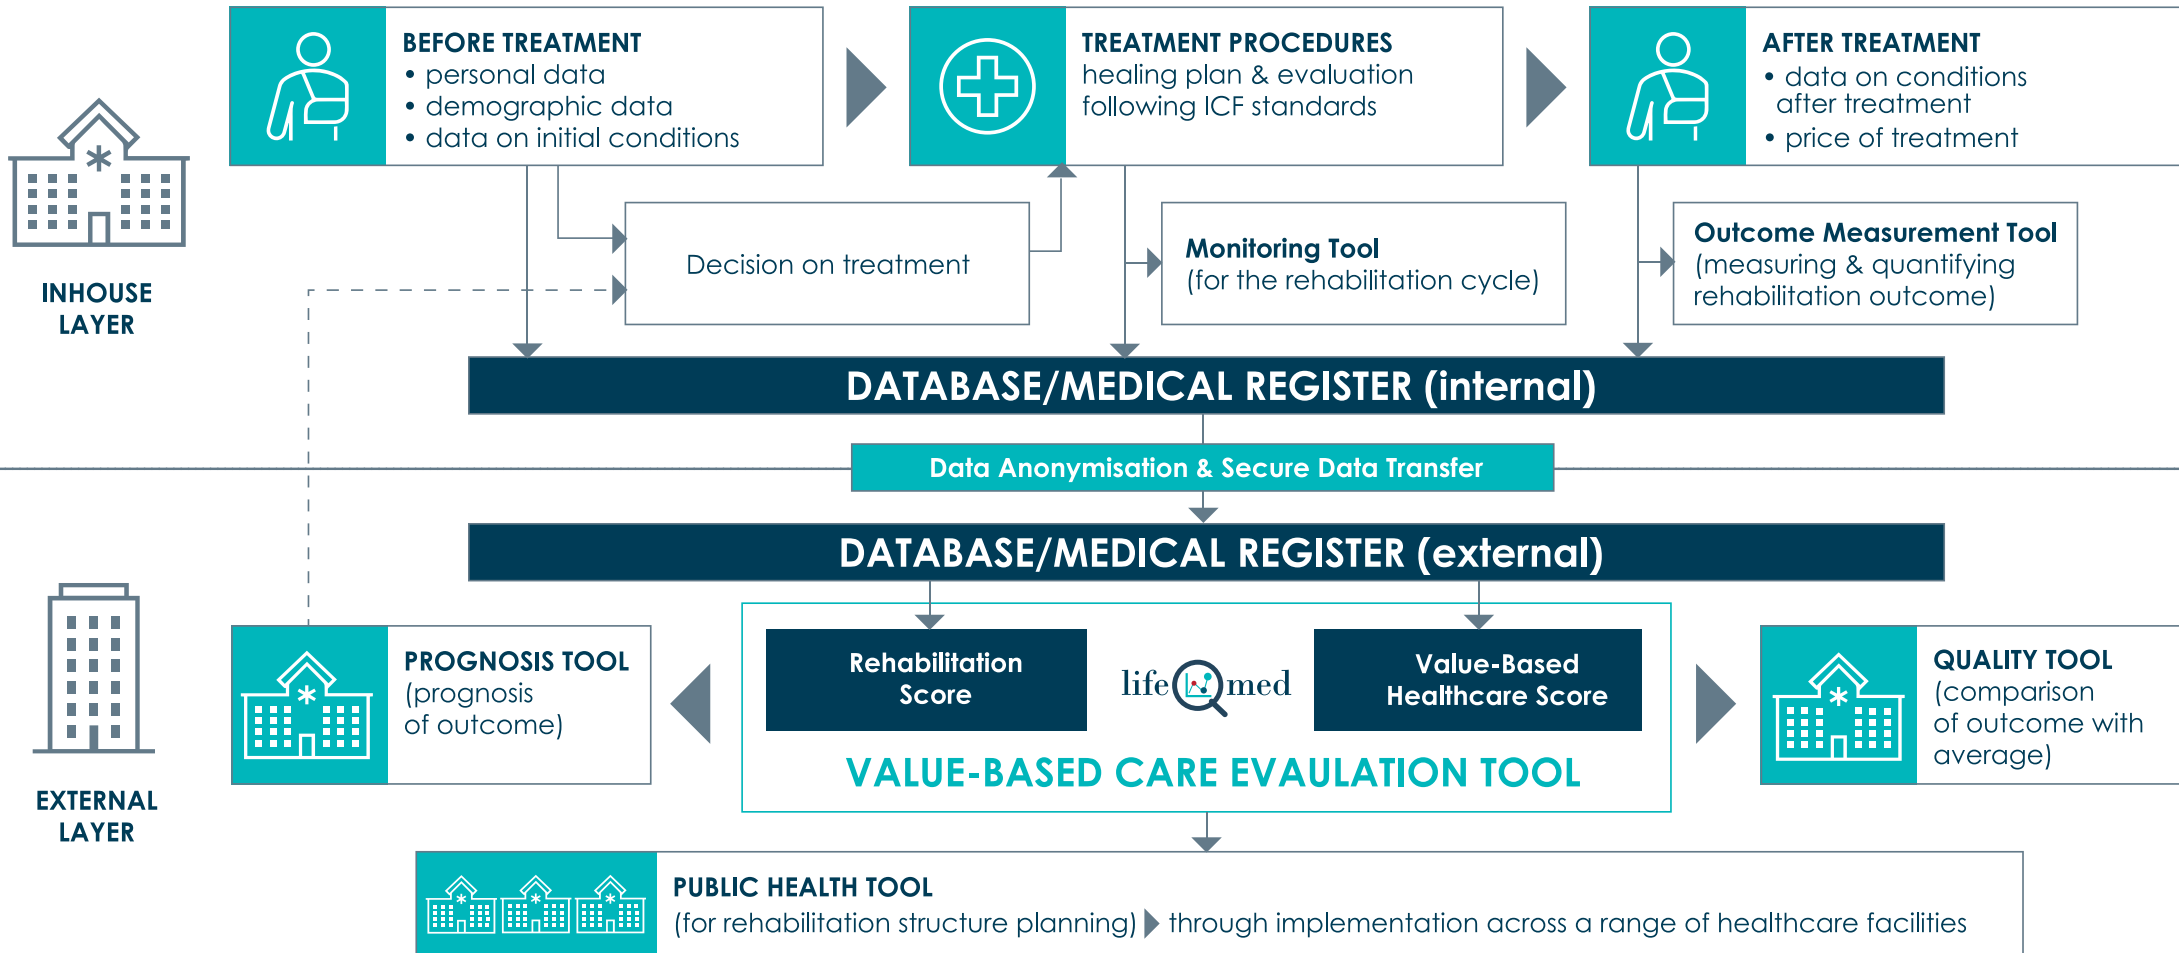 BEFORE TREATMENT
• personal data
• demographic data
• data on initial conditions
TREATMENT PROCEDURES
healing plan & evaluation
following ICF standards
AFTER TREATMENT
• data on conditions
after treatment
• price of treatment
INHOUSE
LAYER
Decision on treatment
Monitoring Tool
(for the rehabilitation cycle)
Outcome Measurement Tool
(measuring & quantifying
rehabilitation outcome)
DATABASE/MEDICAL REGISTER (internal)
Data Anonymisation & Secure Data Transfer
DATABASE/MEDICAL REGISTER (external)
EXTERNAL
LAYER
PROGNOSIS TOOL
(prognosis
of outcome)
Rehabilitation
Score
life med
Value-Based
Healthcare Score
VALUE-BASED CARE EVAULATION TOOL
QUALITY TOOL
(comparison
of outcome with
average)
PUBLIC HEALTH TOOL
(for rehabilitation structure planning) ▶ through implementation across a range of healthcare facilities